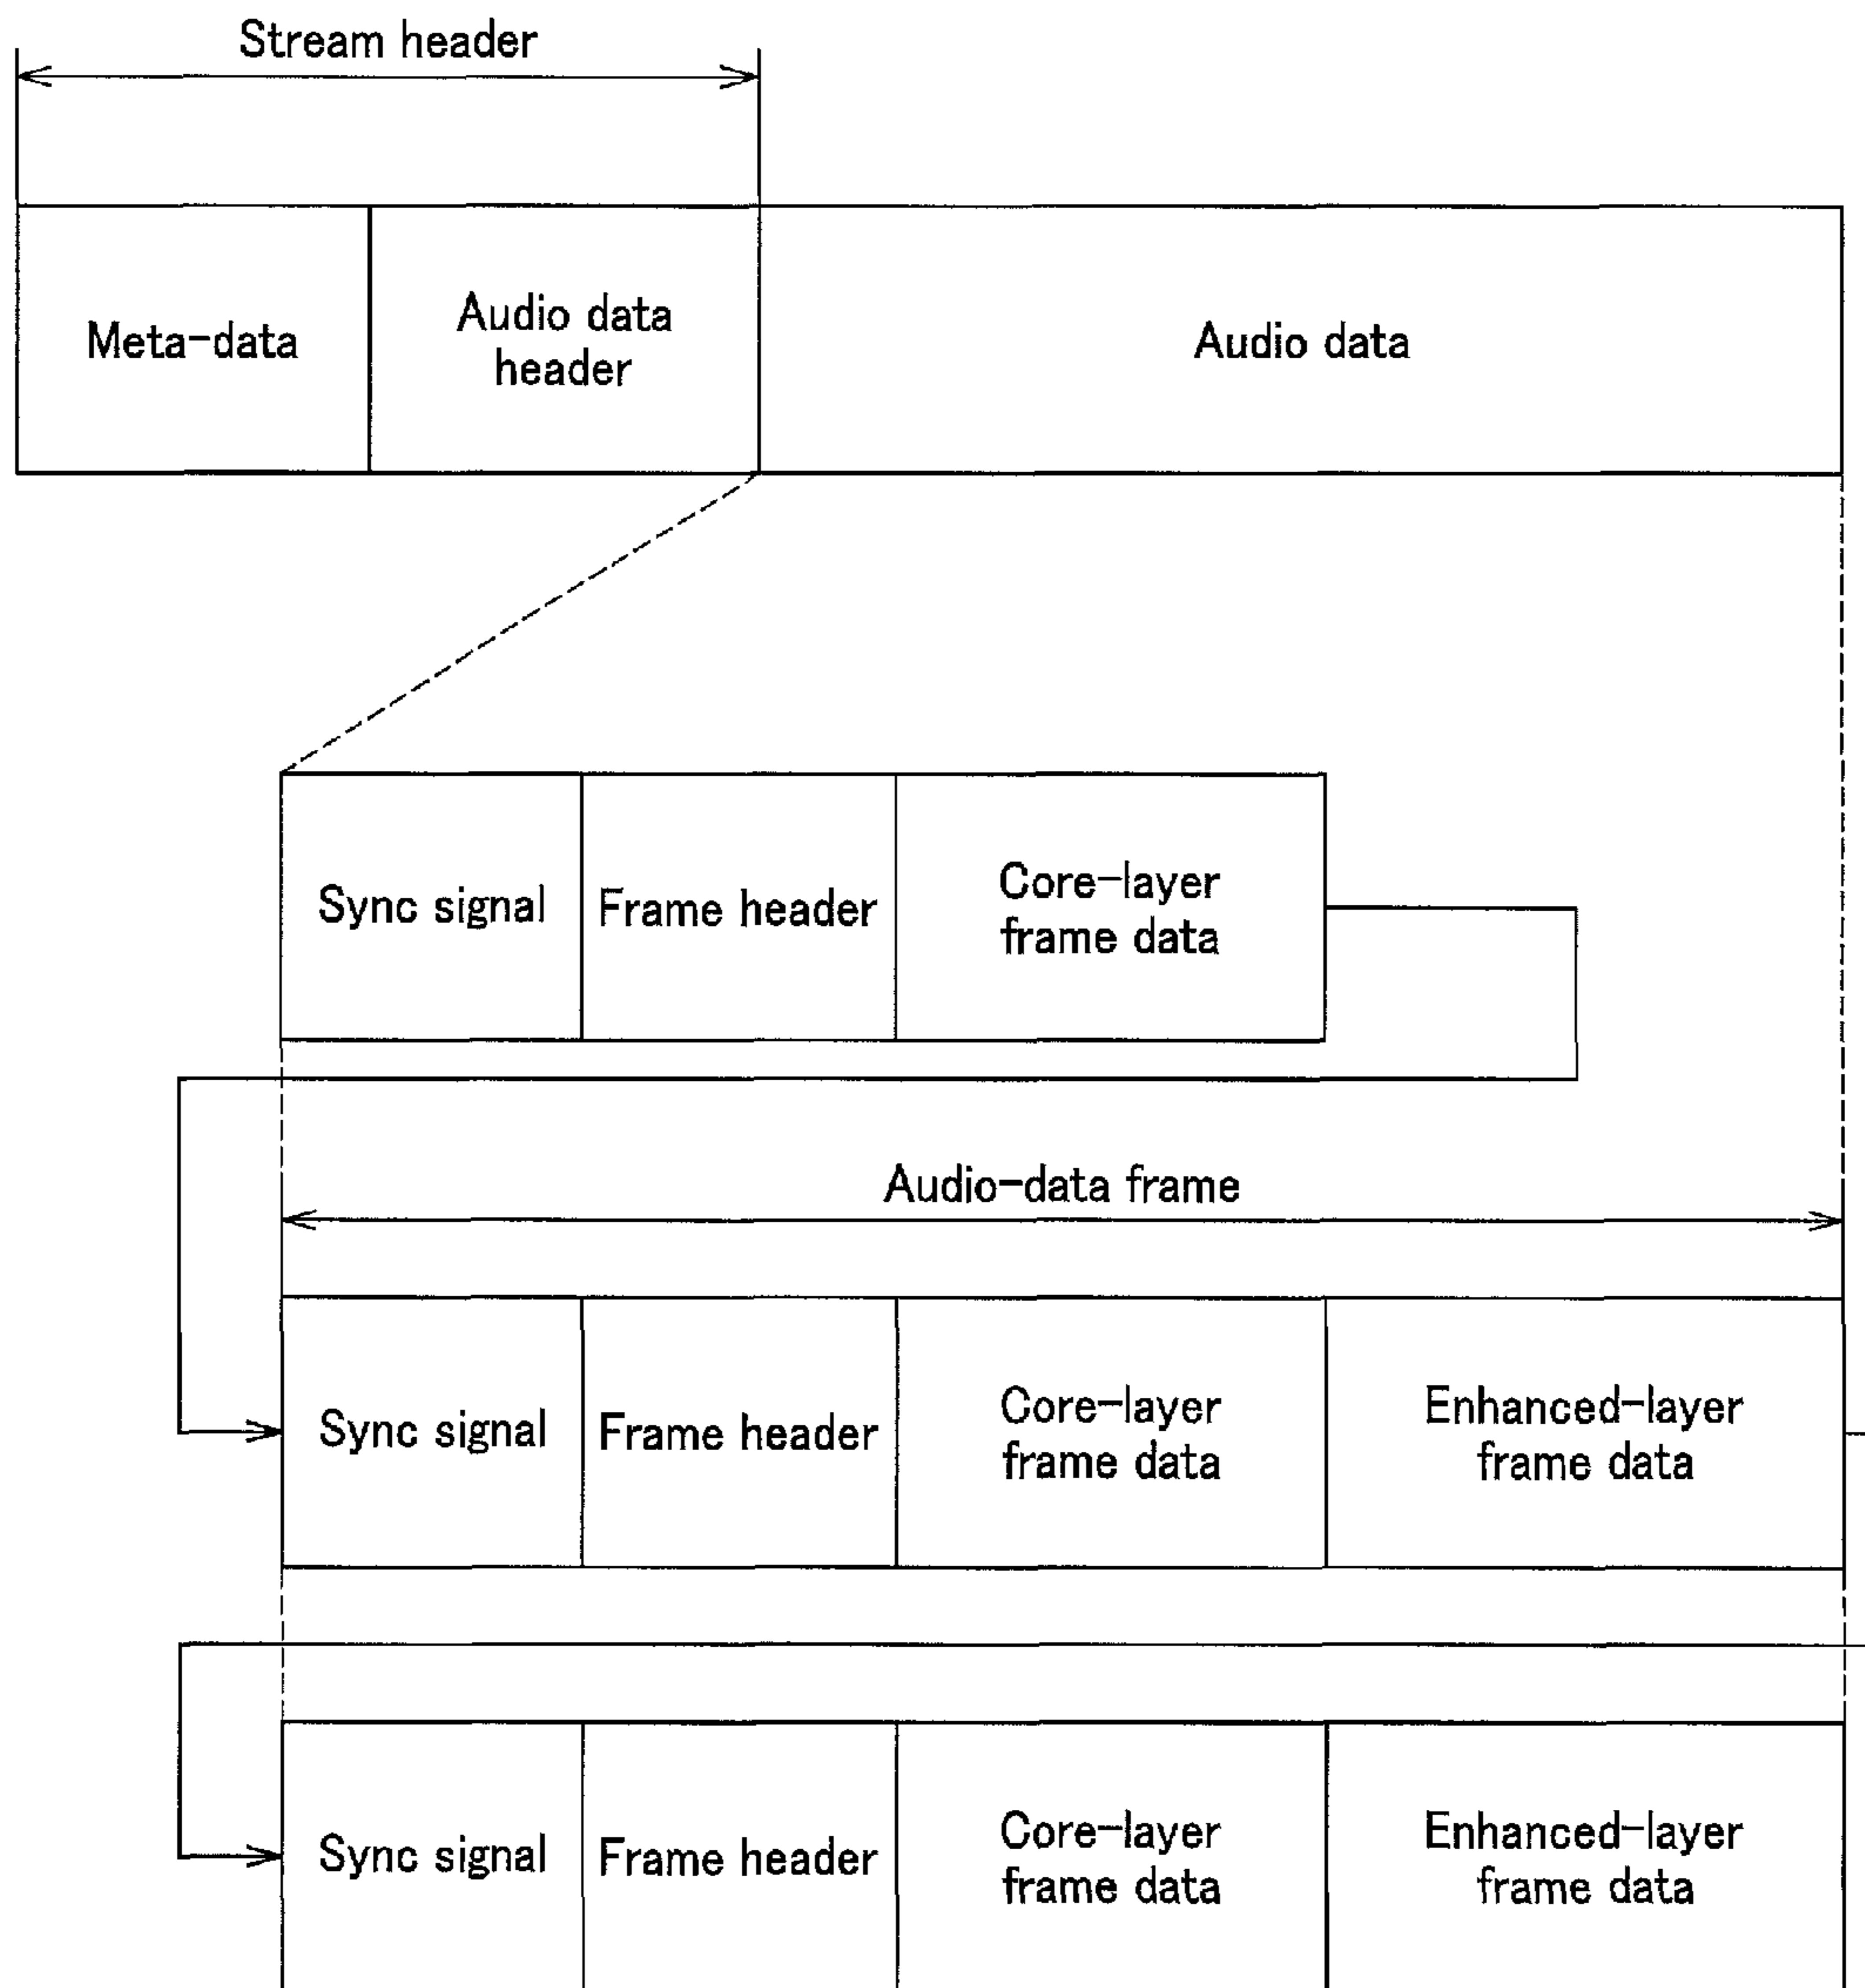 Stream header
Meta-data
Audio data
header
Audio data
Sync signal
Frame header
Core-layer
frame data
Audio-data frame
Sync signal
Frame header
Core-layer
frame data
Enhanced-layer
frame data
Sync signal
Frame header
Core-layer
frame data
Enhanced-layer
frame data